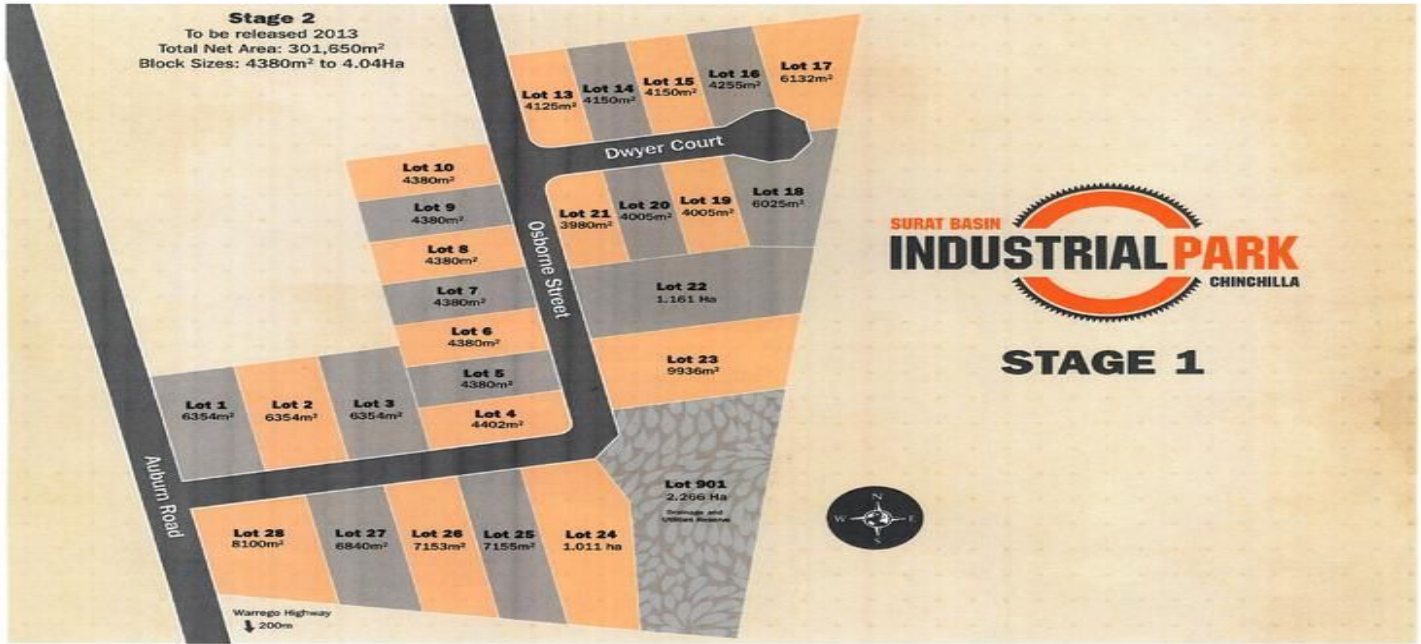 Stage 2
To be released 2013
Total Net Area: 301,650m²
Block Sizes: 4380m² to 4.04Ha
Lot 13
4125m²
Lot 14
4150m²
Lot 15
4150m²
Lot 16
4255m²
Lot 17
6132m²
Dwyer Court
Lot 10
4380m²
Lot 9
4380m²
Lot 8
4380m²
Lot 7
4380m²
Lot 6
4380m²
Lot 5
4380m²
Lot 4
4402m²
Osborne Street
Lot 21
3980m²
Lot 20
4005m²
Lot 19
4005m²
Lot 18
6025m²
Lot 22
1.161 Ha
Lot 23
9936m²
Lot 1
6354m²
Lot 2
6354m²
Lot 3
6354m²
Auburn Road
Lot 28
8100m²
Lot 27
6840m²
Lot 26
7153m²
Lot 25
7155m²
Lot 24
1.011 ha
Lot 901
2.266 Ha
Drainage and
Utilities Reserve
Warrego Highway
200m
SURAT BASIN
INDUSTRIAL PARK
CHINCHILLA
STAGE 1
N
W E
S